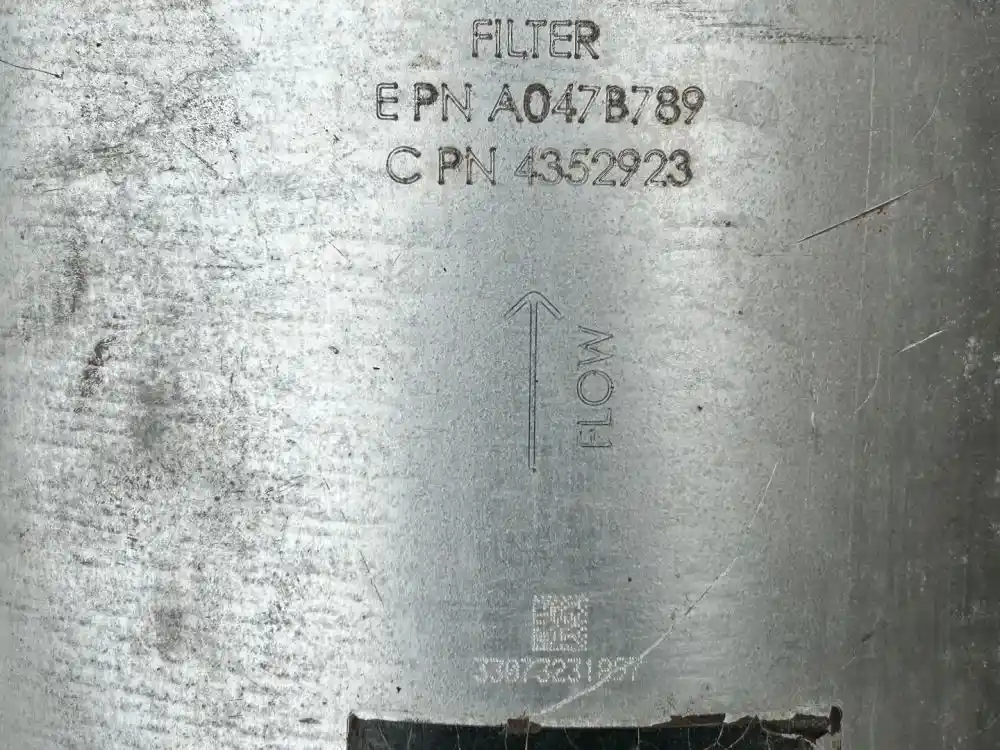 FILTER
E PN A047B789
C PN 4352923
FLOW